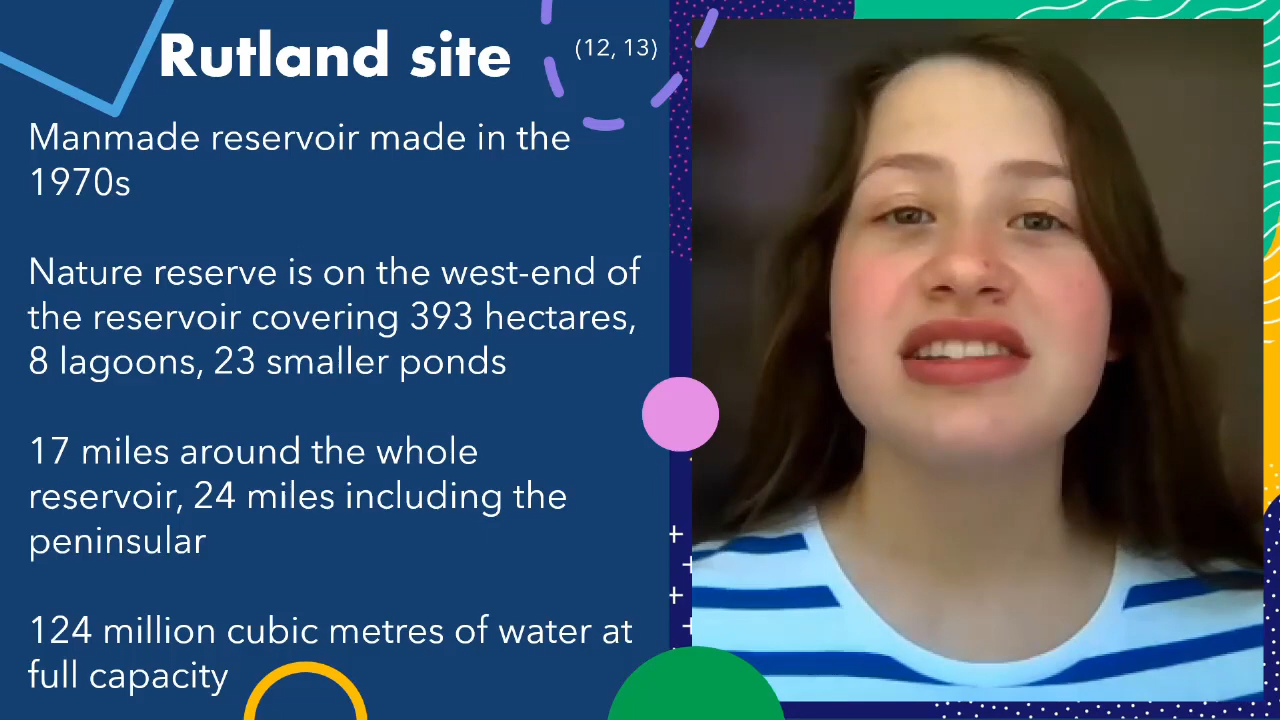 Rutland site (12, 13)
Manmade reservoir made in the
1970s
Nature reserve is on the west-end of
the reservoir covering 393 hectares,
8 lagoons, 23 smaller ponds
17 miles around the whole
reservoir, 24 miles including the
peninsular
124 million cubic metres of water at
full capacity